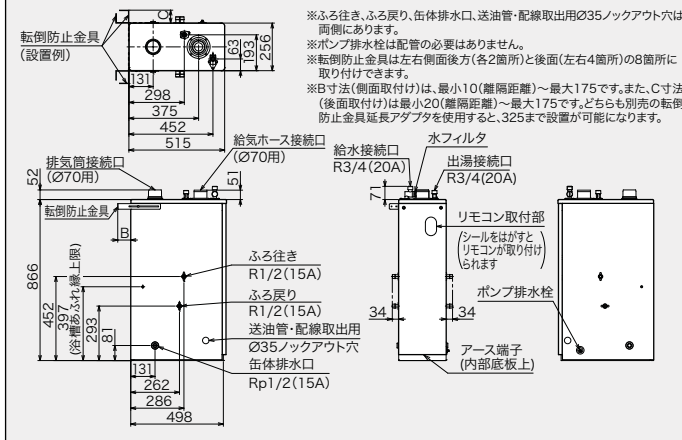 ※ふろ往き、ふろ戻り、缶体排水口、送油管・配線取出用Ø35ノックアウト穴は
両側にあります。
※ポンプ排水栓は配管の必要はありません。
※転倒防止金具は左右側面後方(各2箇所)と後面(左右4箇所)の8箇所に
取り付けできます。
※B寸法(側面取付け)は、最小10(離隔距離)～最大175です。また、C寸法
(後面取付け)は最小20(離隔距離)～最大175です。どちらも別売の転倒
防止金具延長アダプタを使用すると、325まで設置が可能になります。
転倒防止金具
(設置例)
C
63
193
256
131
298
375
452
515
排気筒接続口
(Ø70用)
給気ホース接続口
(Ø70用)
52
51
転倒防止金具
B
866
452
397
(浴槽あふれ縁上限)
293
81
ふろ往き
R1/2(15A)
ふろ戻り
R1/2(15A)
送油管・配線取出用
Ø35ノックアウト穴
缶体排水口
Rp1/2(15A)
131
262
286
498
給水接続口
R3/4(20A)
水フィルタ
出湯接続口
R3/4(20A)
71
リモコン取付部
(シールをはがすと
リモコンが取り付け
られます)
34
34
ポンプ排水栓
アース端子
(内部底板上)